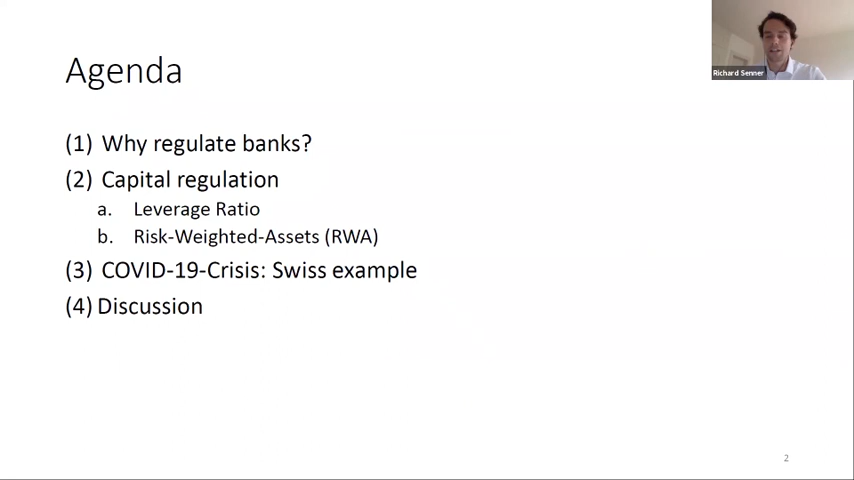 Agenda
Richard Senner
(1) Why regulate banks?
(2) Capital regulation
a. Leverage Ratio
b. Risk-Weighted-Assets (RWA)
(3) COVID-19-Crisis: Swiss example
(4) Discussion
2